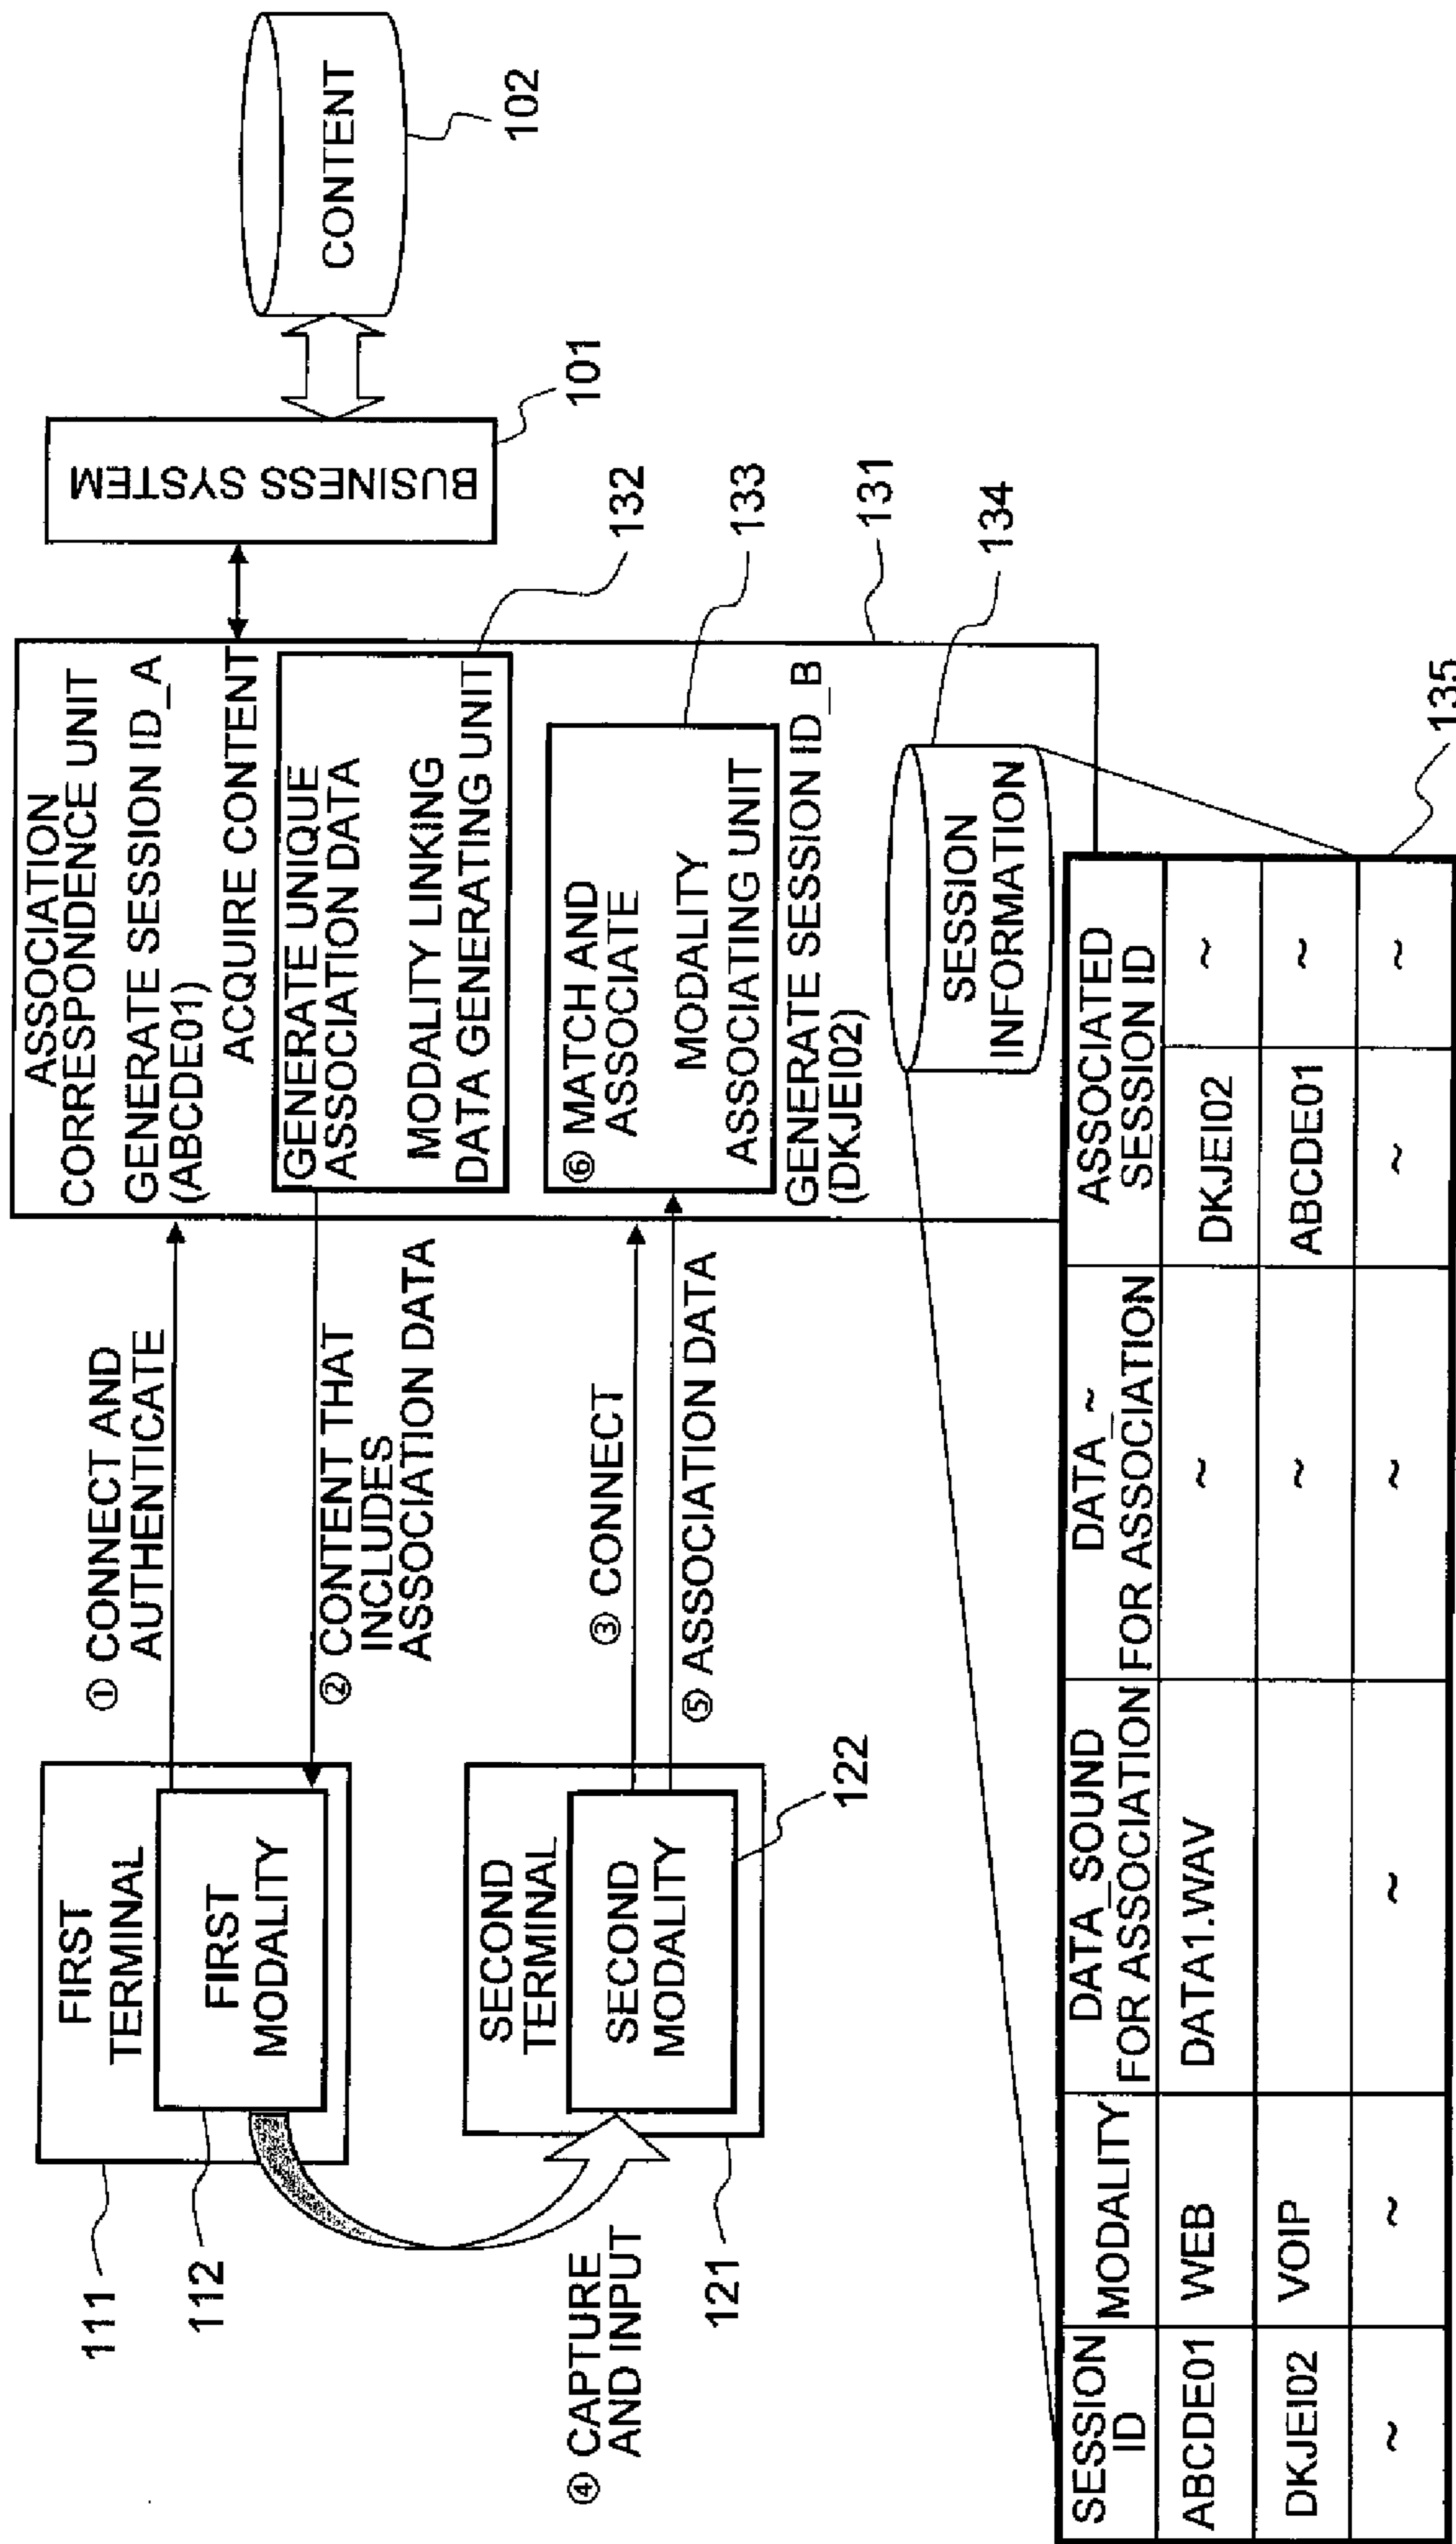 111
FIRST
TERMINAL
FIRST
MODALITY
112
① CONNECT AND
AUTHENTICATE
② CONTENT THAT
INCLUDES
ASSOCIATION DATA
④ CAPTURE
AND INPUT
121
SECOND
TERMINAL
SECOND
MODALITY
122
③ CONNECT
⑤ ASSOCIATION DATA
ASSOCIATION
CORRESPONDENCE UNIT
GENERATE SESSION ID_A
(ABCDE01)
ACQUIRE CONTENT
GENERATE UNIQUE
ASSOCIATION DATA
MODALITY LINKING
DATA GENERATING UNIT
132
⑥ MATCH AND
ASSOCIATE
MODALITY
ASSOCIATING UNIT
133
GENERATE SESSION ID_B
(DKJEI02)
131
SESSION
INFORMATION
134
BUSINESS SYSTEM
101
CONTENT
102
135
SESSION
ID
MODALITY
DATA_SOUND
FOR ASSOCIATION
DATA_~
FOR ASSOCIATION
ASSOCIATED
SESSION ID
ABCDE01 WEB DATA1.WAV ~ DKJEI02 ~
DKJEI02 VOIP ~ ABCDE01 ~
~ ~ ~ ~ ~ ~